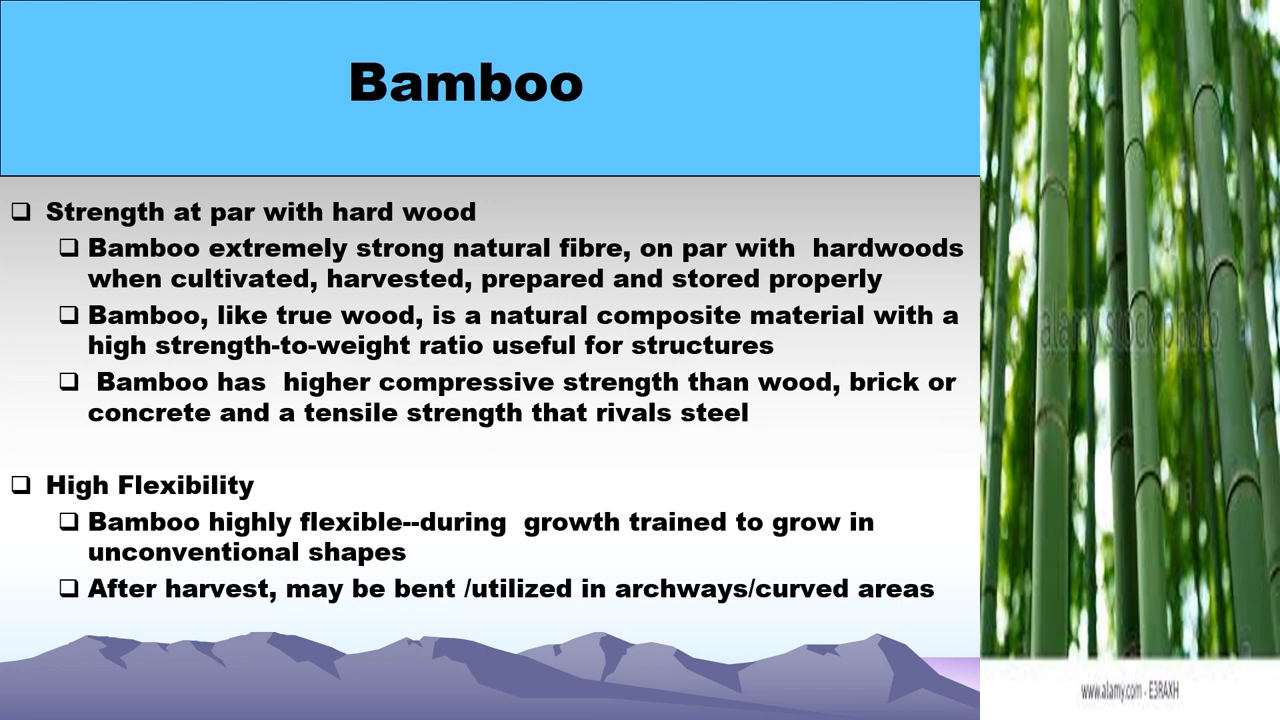 Bamboo
❑ Strength at par with hard wood
❑ Bamboo extremely strong natural fibre, on par with  hardwoods
when cultivated, harvested, prepared and stored properly
❑ Bamboo, like true wood, is a natural composite material with a
high strength-to-weight ratio useful for structures
❑ Bamboo has  higher compressive strength than wood, brick or
concrete and a tensile strength that rivals steel
❑ High Flexibility
❑ Bamboo highly flexible--during  growth trained to grow in
unconventional shapes
❑ After harvest, may be bent /utilized in archways/curved areas
alamy stock photo
www.alamy.com - E3RAXH